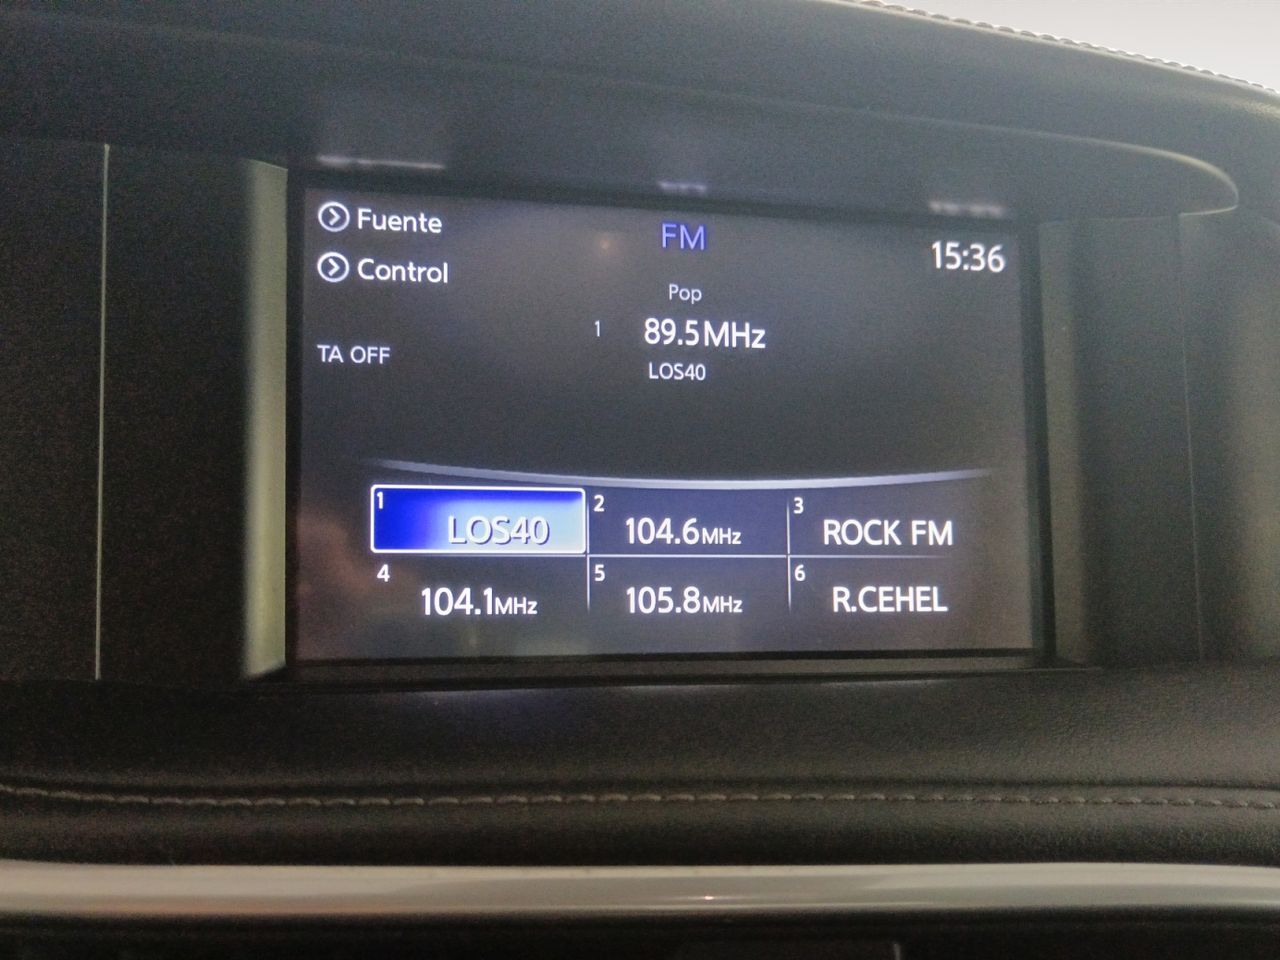 Fuente
FM
15:36
Control
Pop
1 89.5MHz
TA OFF
LOS40
1 LOS40
2 104.6MHz
3 ROCK FM
4 104.1MHz
5 105.8MHz
6 R.CEHEL